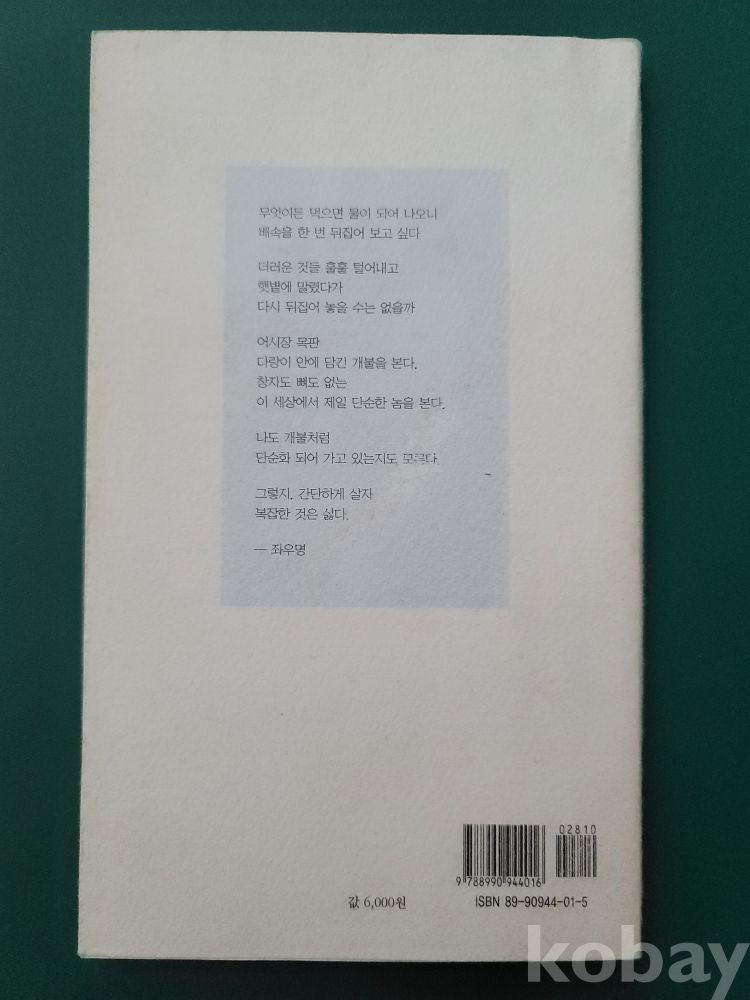 무엇이든 먹으면 물이 되어 나오니
배속을 한 번 뒤집어 보고 싶다
더러운 것들 훌훌 털어내고
햇볕에 말렸다가
다시 뒤집어 놓을 수는 없을까
어시장 목판
다랑이 안에 담긴 개불을 본다.
창자도 뼈도 없는
이 세상에서 제일 단순한 놈을 본다.
나도 개불처럼
단순화 되어 가고 있는지도 모른다.
그렇지, 간단하게 살자
복잡한 것은 싫다.
— 좌우명
02810
9 788990 944016
값 6,000원
ISBN 89-90944-01-5
kobay